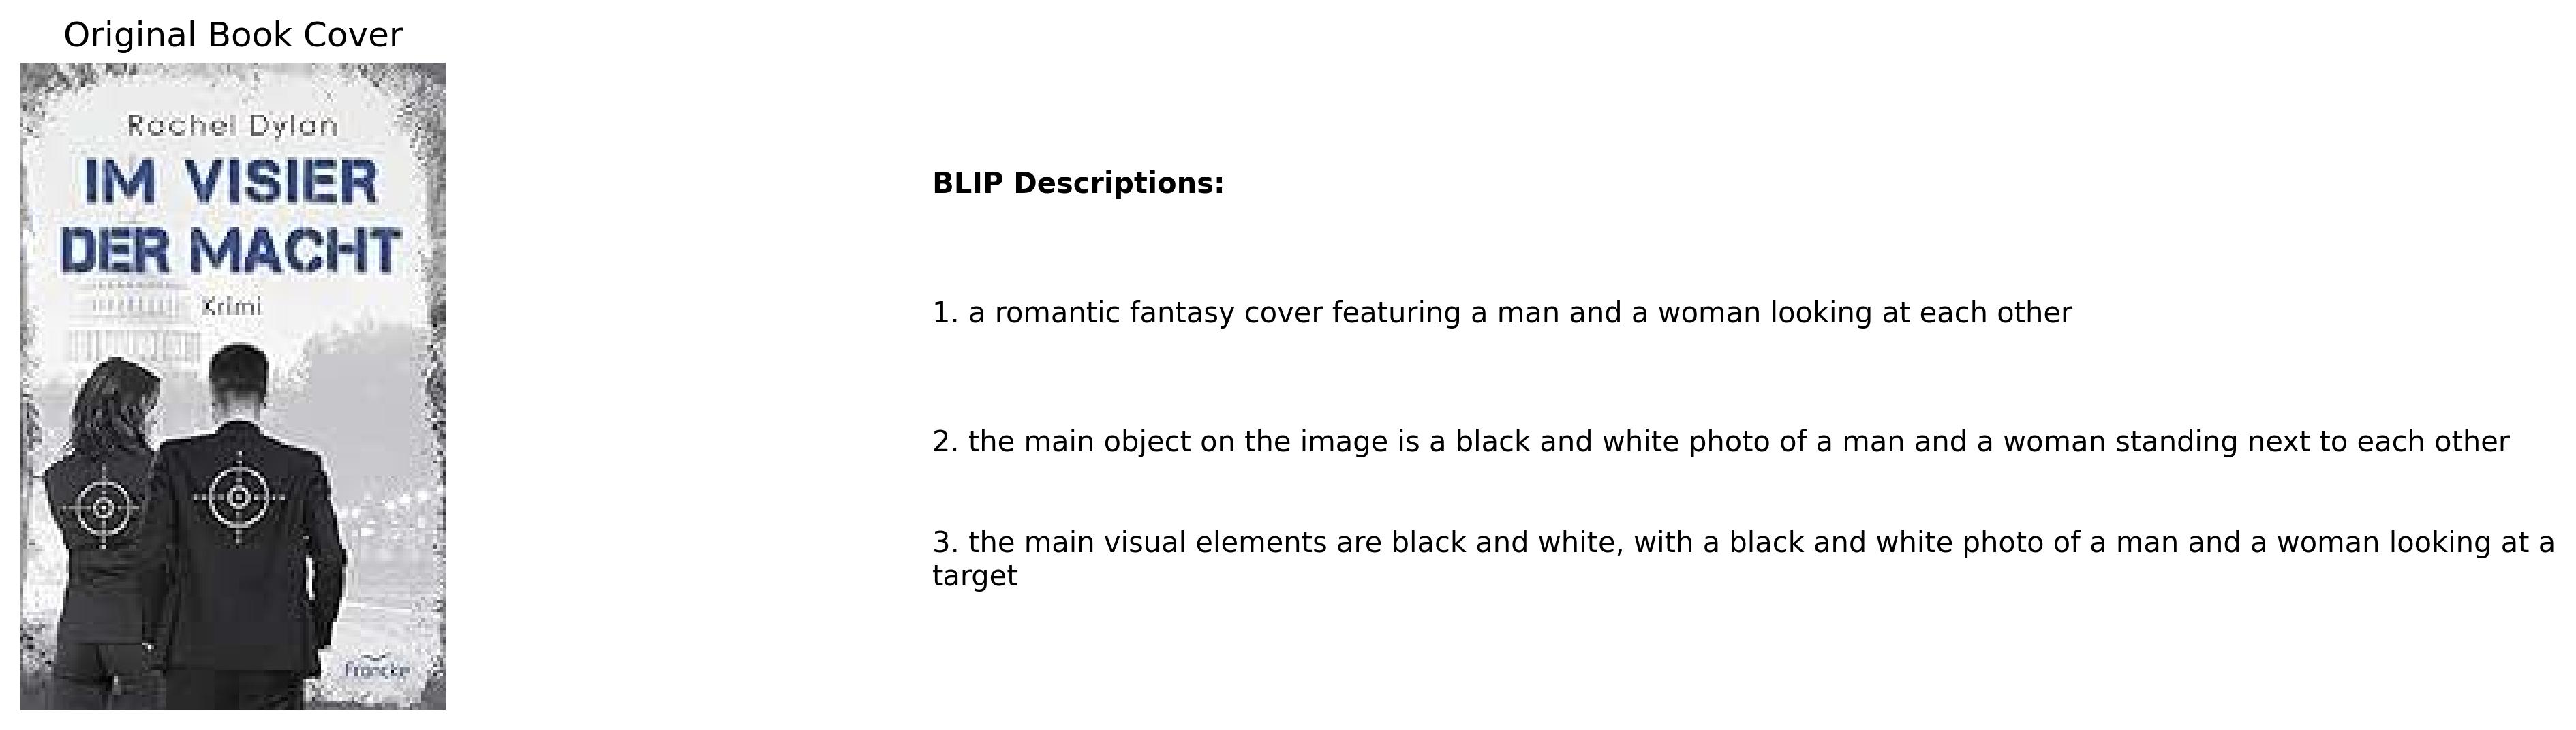 Original Book Cover
Rachel Dylan
IM VISIER
DER MACHT
Krimi
Francke
BLIP Descriptions:
1. a romantic fantasy cover featuring a man and a woman looking at each other
2. the main object on the image is a black and white photo of a man and a woman standing next to each other
3. the main visual elements are black and white, with a black and white photo of a man and a woman looking at a
target